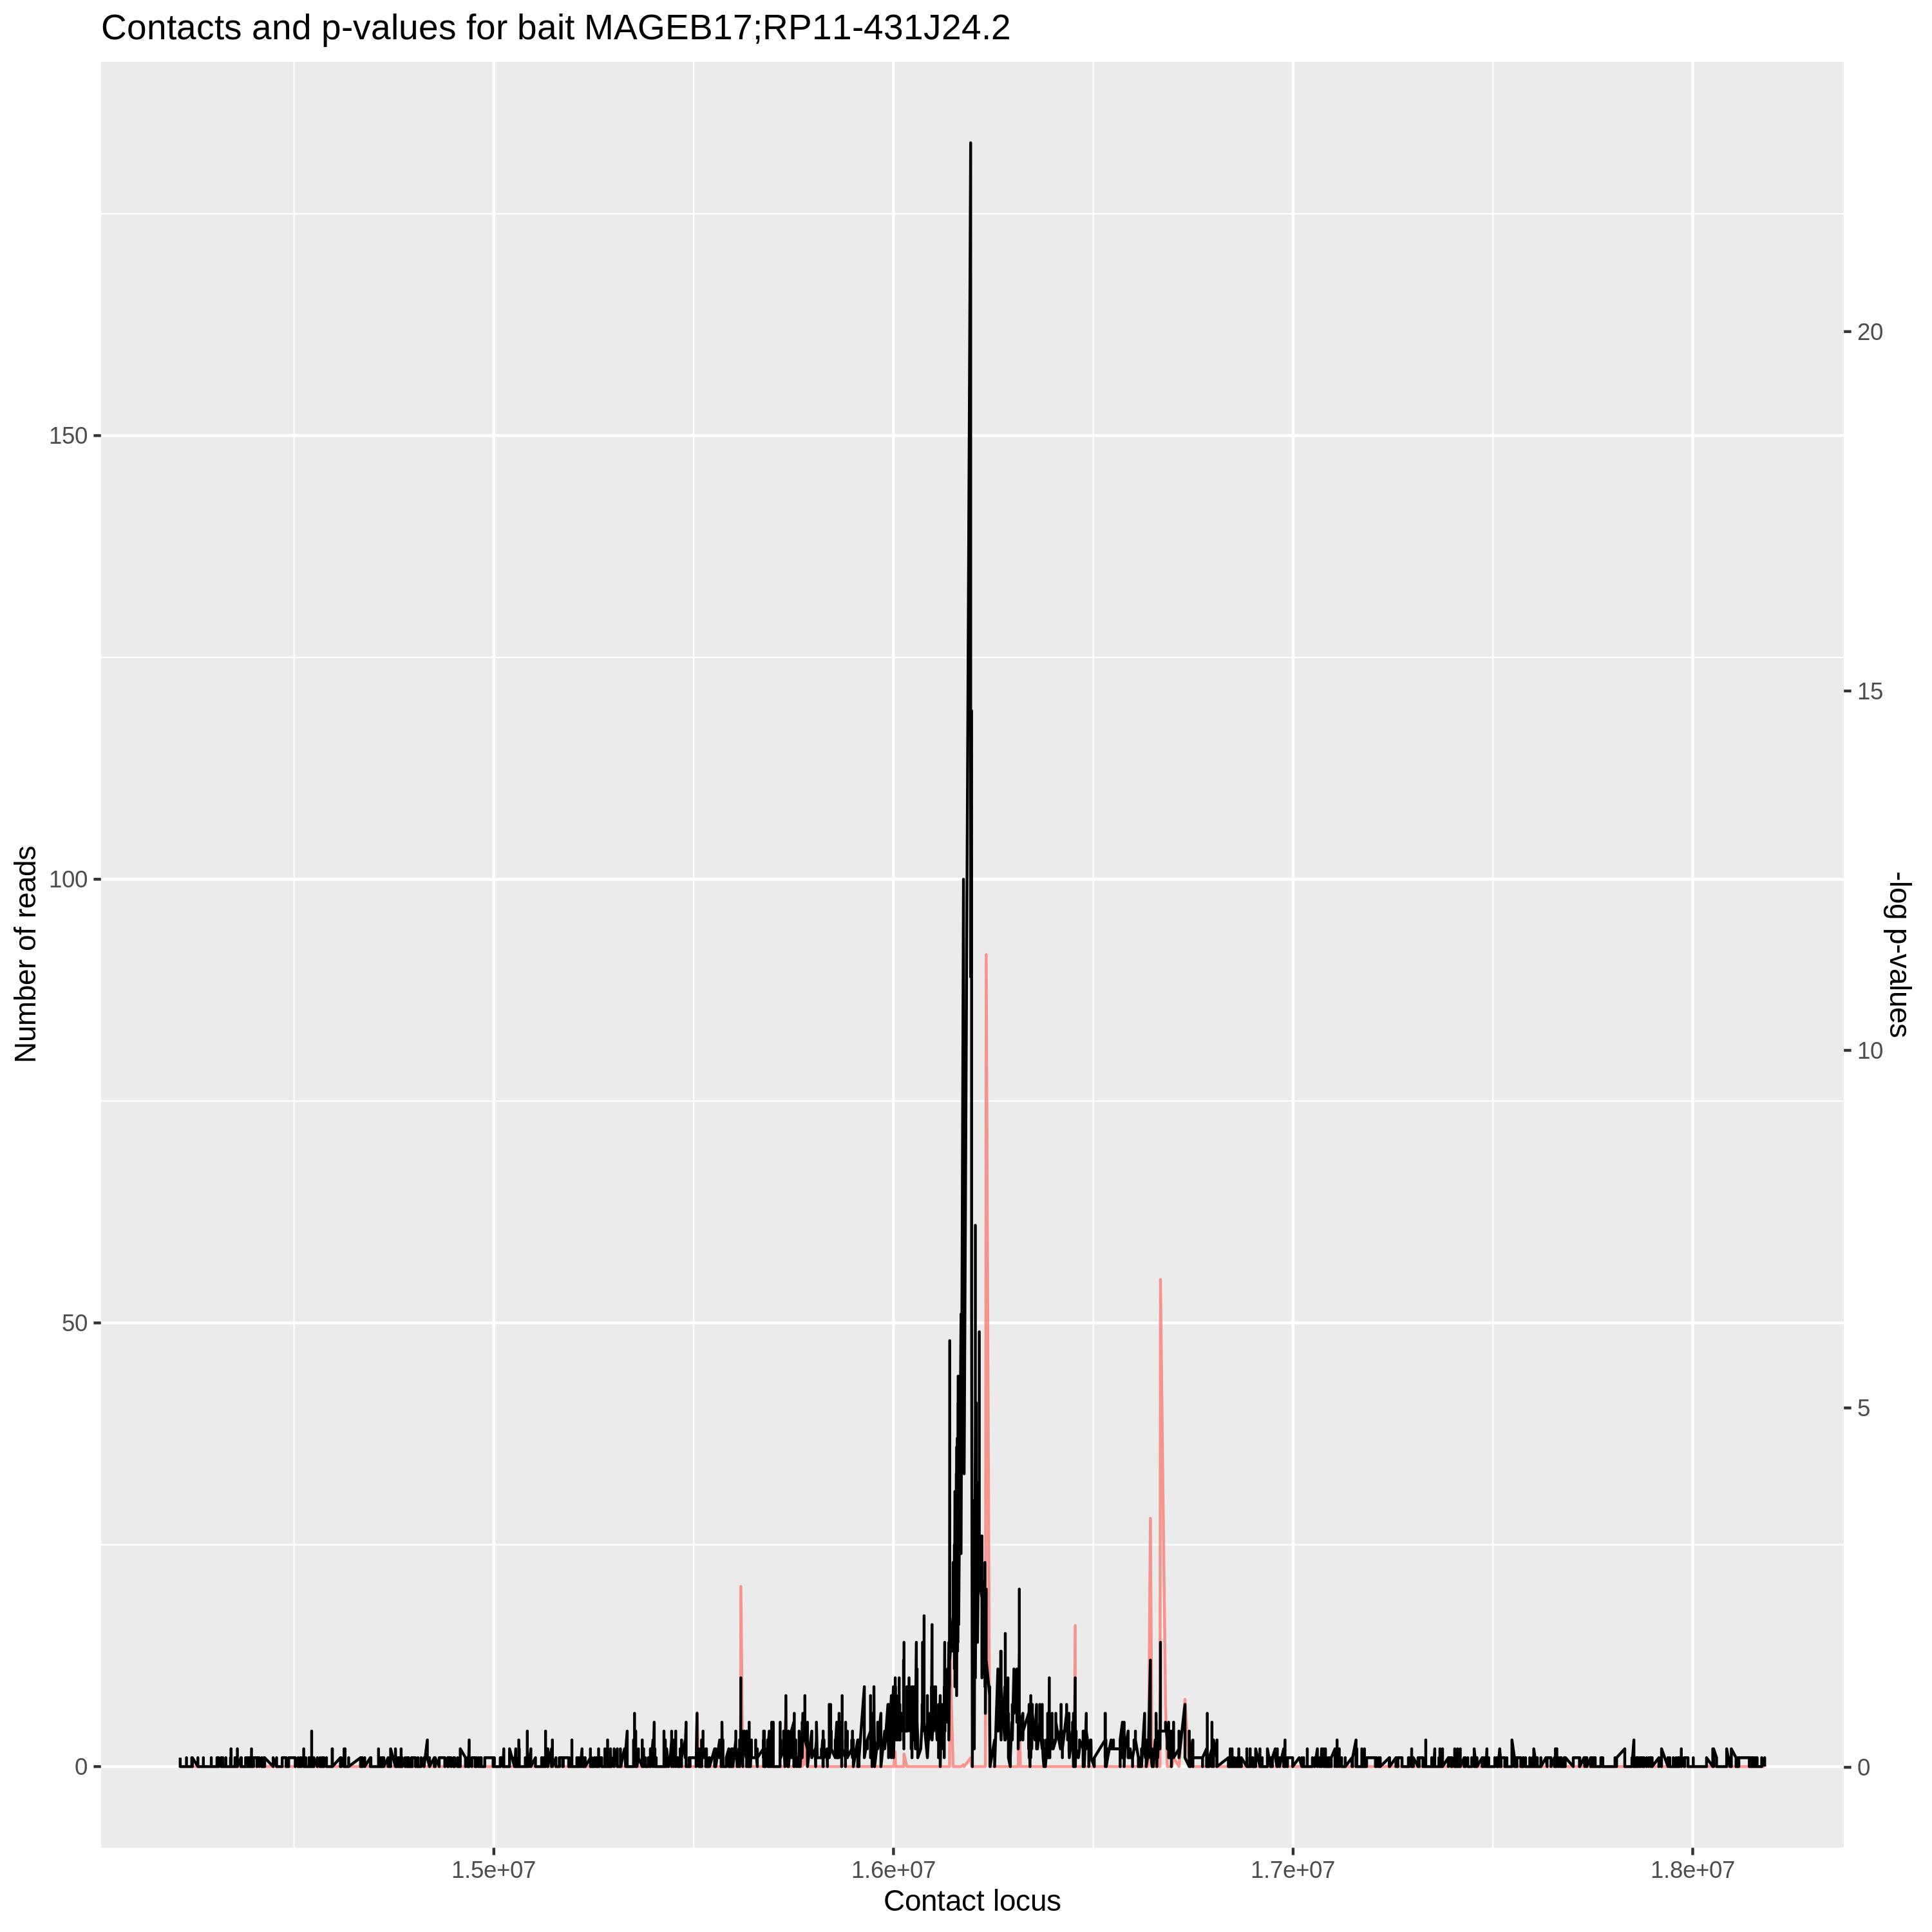 Contacts and p-values for bait MAGEB17;RP11-431J24.2
150
100
50
0
Number of reads
20
15
10
5
0
-log p-values
1.5e+07
1.6e+07
1.7e+07
1.8e+07
Contact locus